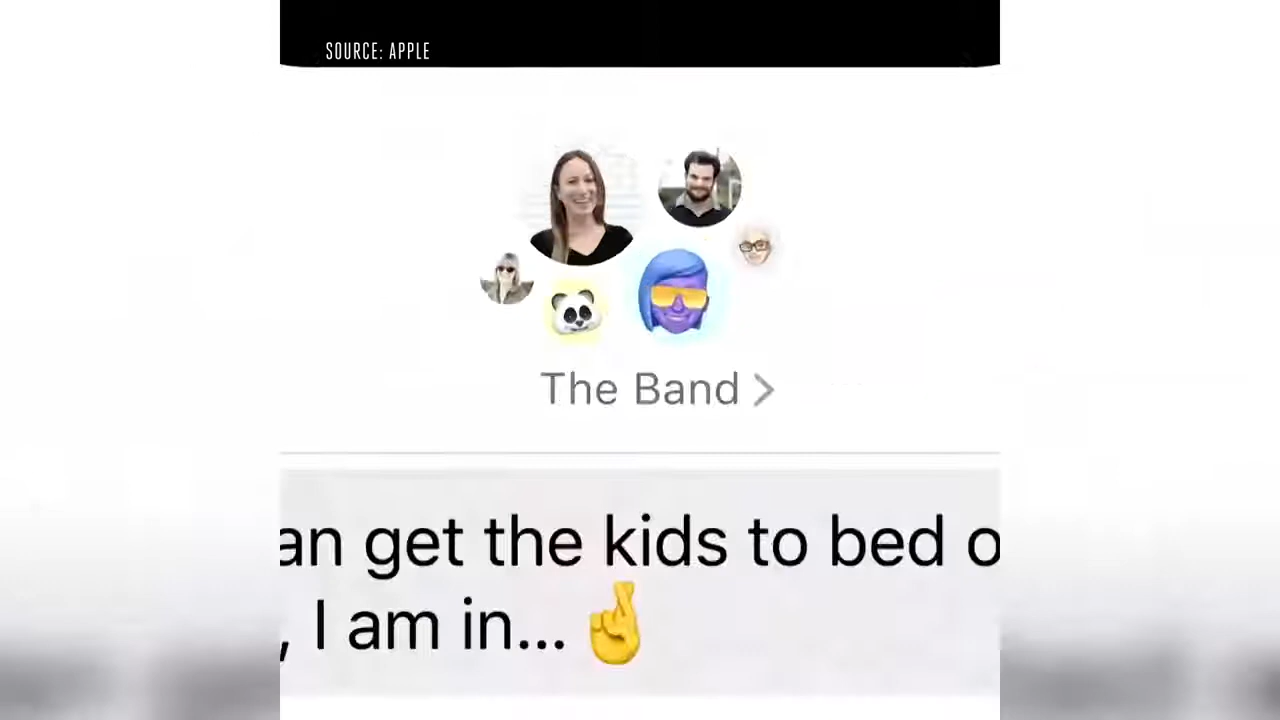 SOURCE: APPLE
The Band >
an get the kids to bed o
, I am in...🤞